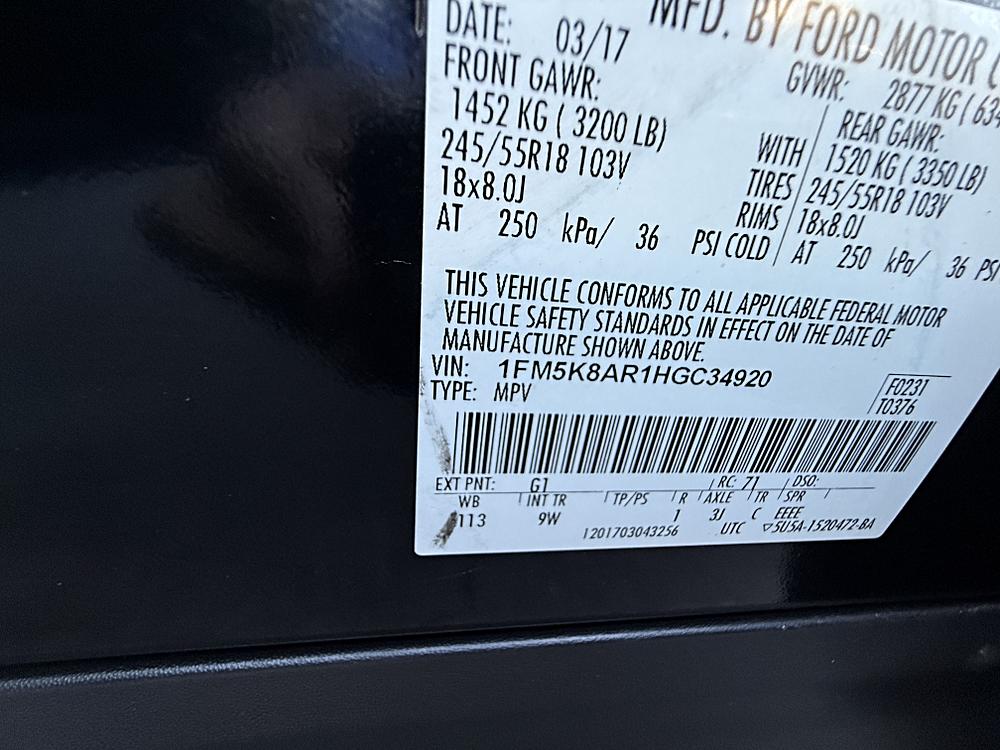 MFD. BY FORD MOTOR
DATE: 03/17 GVWR: 2877 KG
FRONT GAWR: REAR GAWR:
1452 KG ( 3200 LB) WITH 1520 KG ( 3350 LB)
245/55R18 103V TIRES 245/55R18 103V
18x8.0J RIMS 18x8.0J
AT 250 kPa/ 36 PSI COLD AT 250 kPa/ 36 PSI
THIS VEHICLE CONFORMS TO ALL APPLICABLE FEDERAL MOTOR
VEHICLE SAFETY STANDARDS IN EFFECT ON THE DATE OF
MANUFACTURE SHOWN ABOVE.
VIN: 1FM5K8AR1HGC34920 F0231
TYPE: MPV T0376
EXT PNT: G1 RC: 71 DSO:
WB INT TR TP/PS R AXLE TR SPR
113 9W 1 3J C EEEE
1201703043256 UTC ▽5U5A-1520472-BA